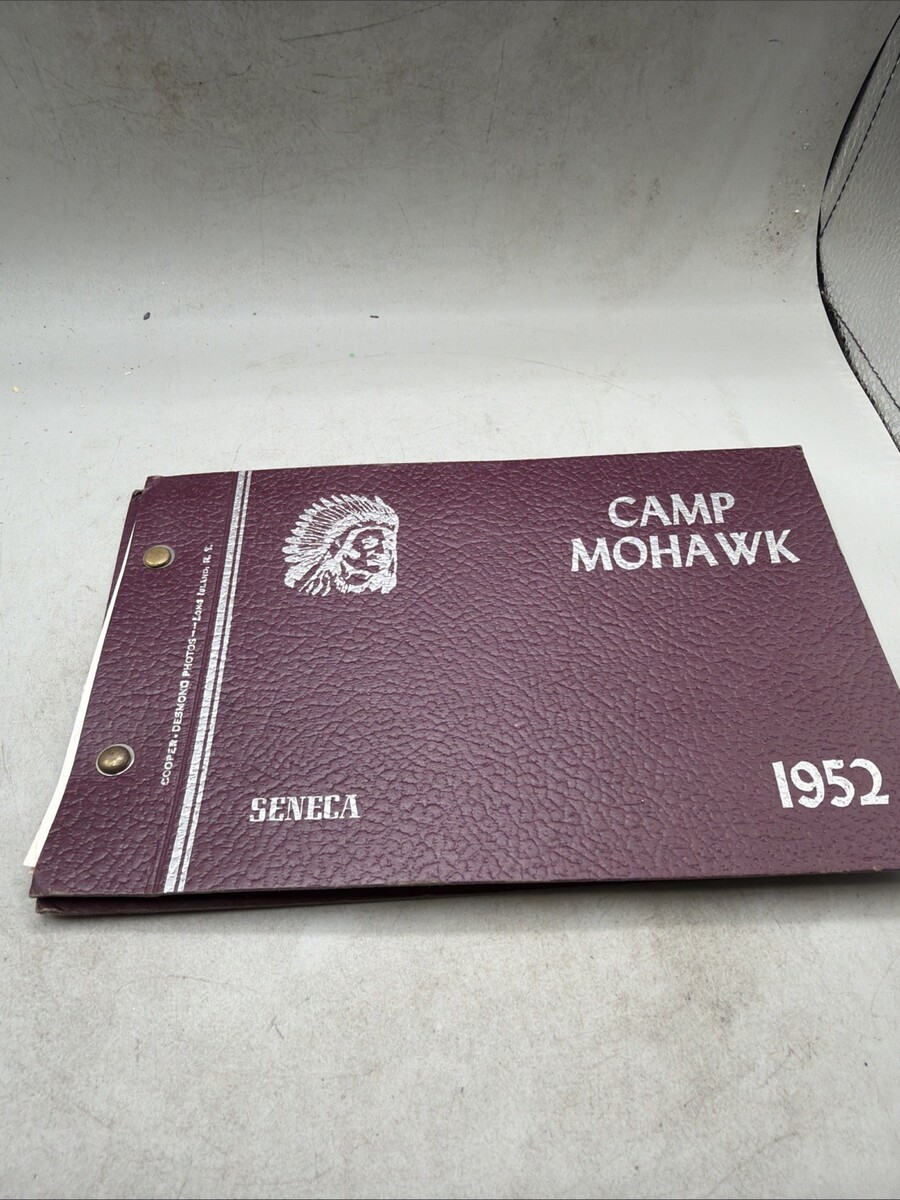 CAMP
MOHAWK
COOPER • DESMOND PHOTOS -- LONG ISLAND, N. Y.
SENECA
1952